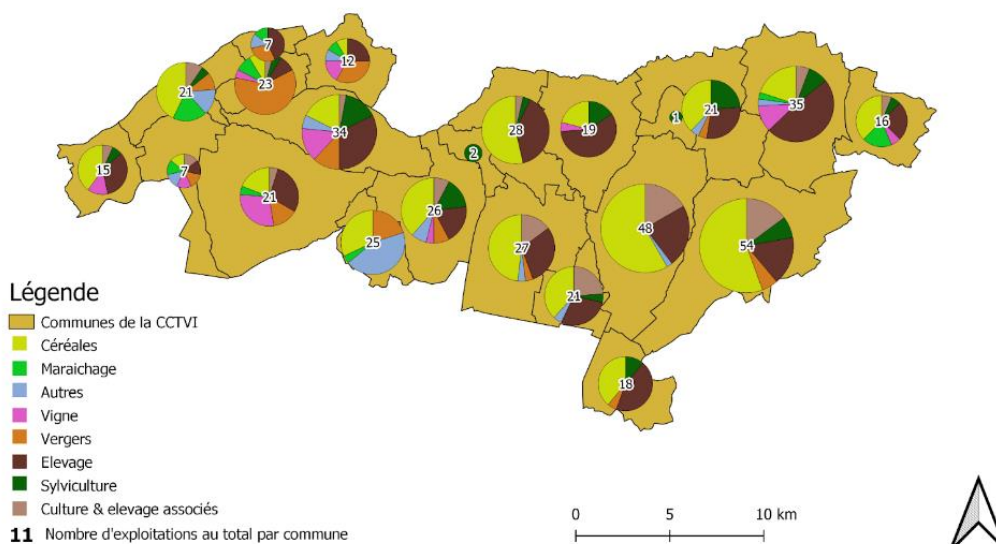 7
12
23
21
34
28
19
1
21
35
16
2
15
7
21
26
25
27
48
54
21
18
Légende
Communes de la CCTVI
Céréales
Maraichage
Autres
Vigne
Vergers
Elevage
Sylviculture
Culture & elevage associés
11 Nombre d'exploitations au total par commune
0 5 10 km